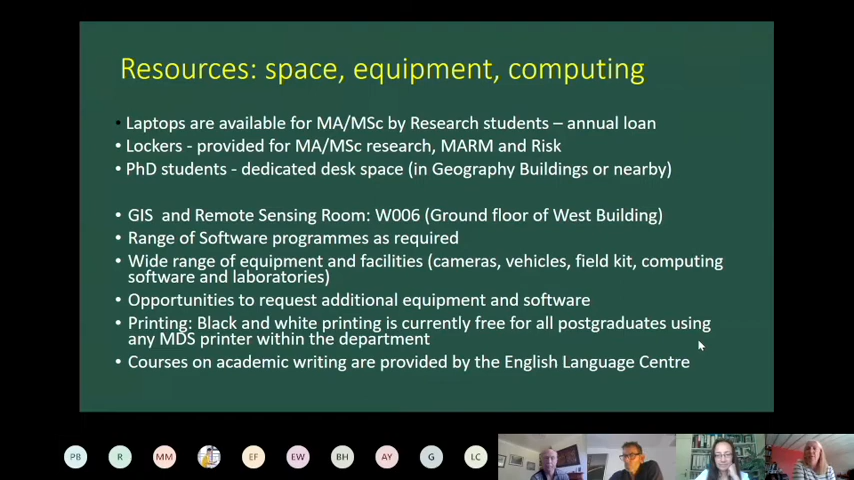 Resources: space, equipment, computing
• Laptops are available for MA/MSc by Research students – annual loan
• Lockers - provided for MA/MSc research, MARM and Risk
• PhD students - dedicated desk space (in Geography Buildings or nearby)
• GIS and Remote Sensing Room: W006 (Ground floor of West Building)
• Range of Software programmes as required
• Wide range of equipment and facilities (cameras, vehicles, field kit, computing
software and laboratories)
• Opportunities to request additional equipment and software
• Printing: Black and white printing is currently free for all postgraduates using
any MDS printer within the department
• Courses on academic writing are provided by the English Language Centre
PB R MM EF EW BH AY G LC